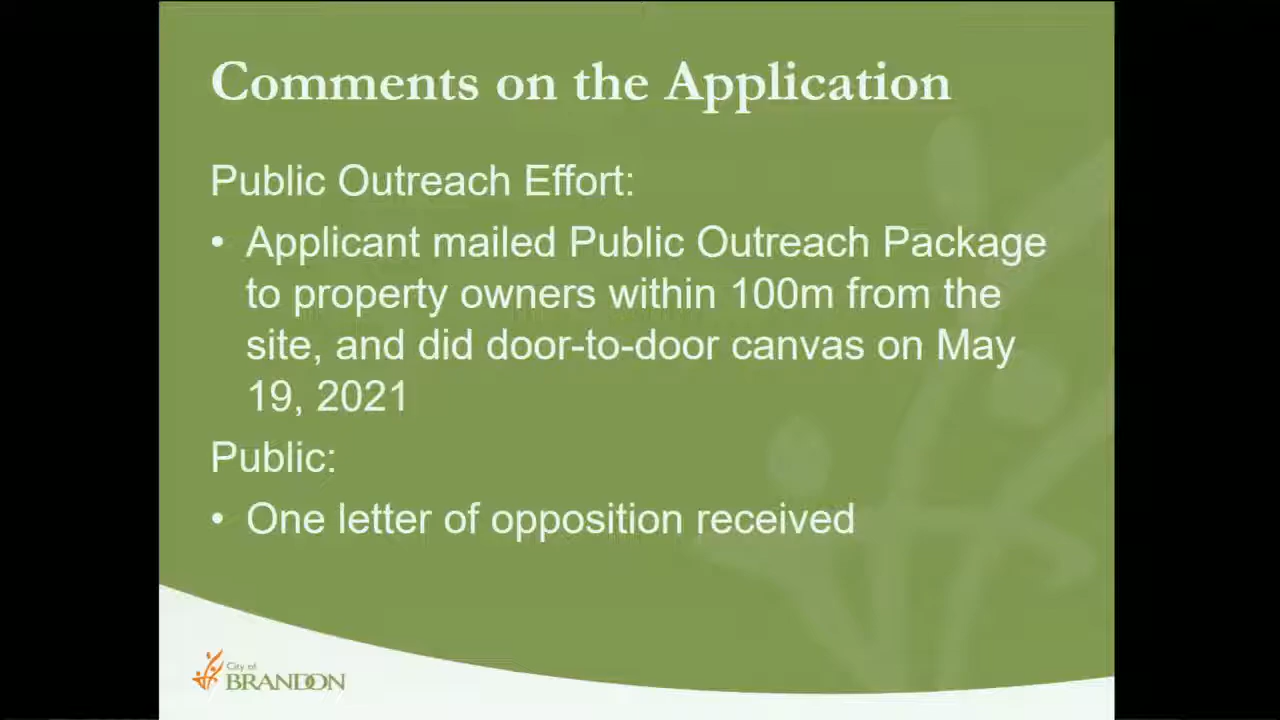 Comments on the Application
Public Outreach Effort:
• Applicant mailed Public Outreach Package
to property owners within 100m from the
site, and did door-to-door canvas on May
19, 2021
Public:
• One letter of opposition received
City of
BRANDON